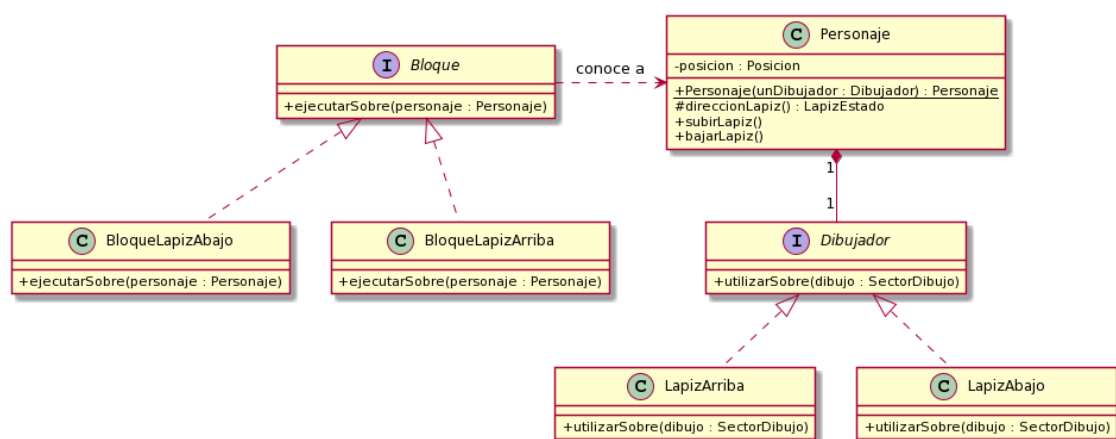 C Personaje
-posicion : Posicion
+Personaje(unDibujador : Dibujador) : Personaje
#direccionLapiz() : LapizEstado
+subirLapiz()
+bajarLapiz()
I Bloque
+ejecutarSobre(personaje : Personaje)
conoce a
1
1
C BloqueLapizAbajo
+ejecutarSobre(personaje : Personaje)
C BloqueLapizArriba
+ejecutarSobre(personaje : Personaje)
I Dibujador
+utilizarSobre(dibujo : SectorDibujo)
C LapizArriba
+utilizarSobre(dibujo : SectorDibujo)
C LapizAbajo
+utilizarSobre(dibujo : SectorDibujo)